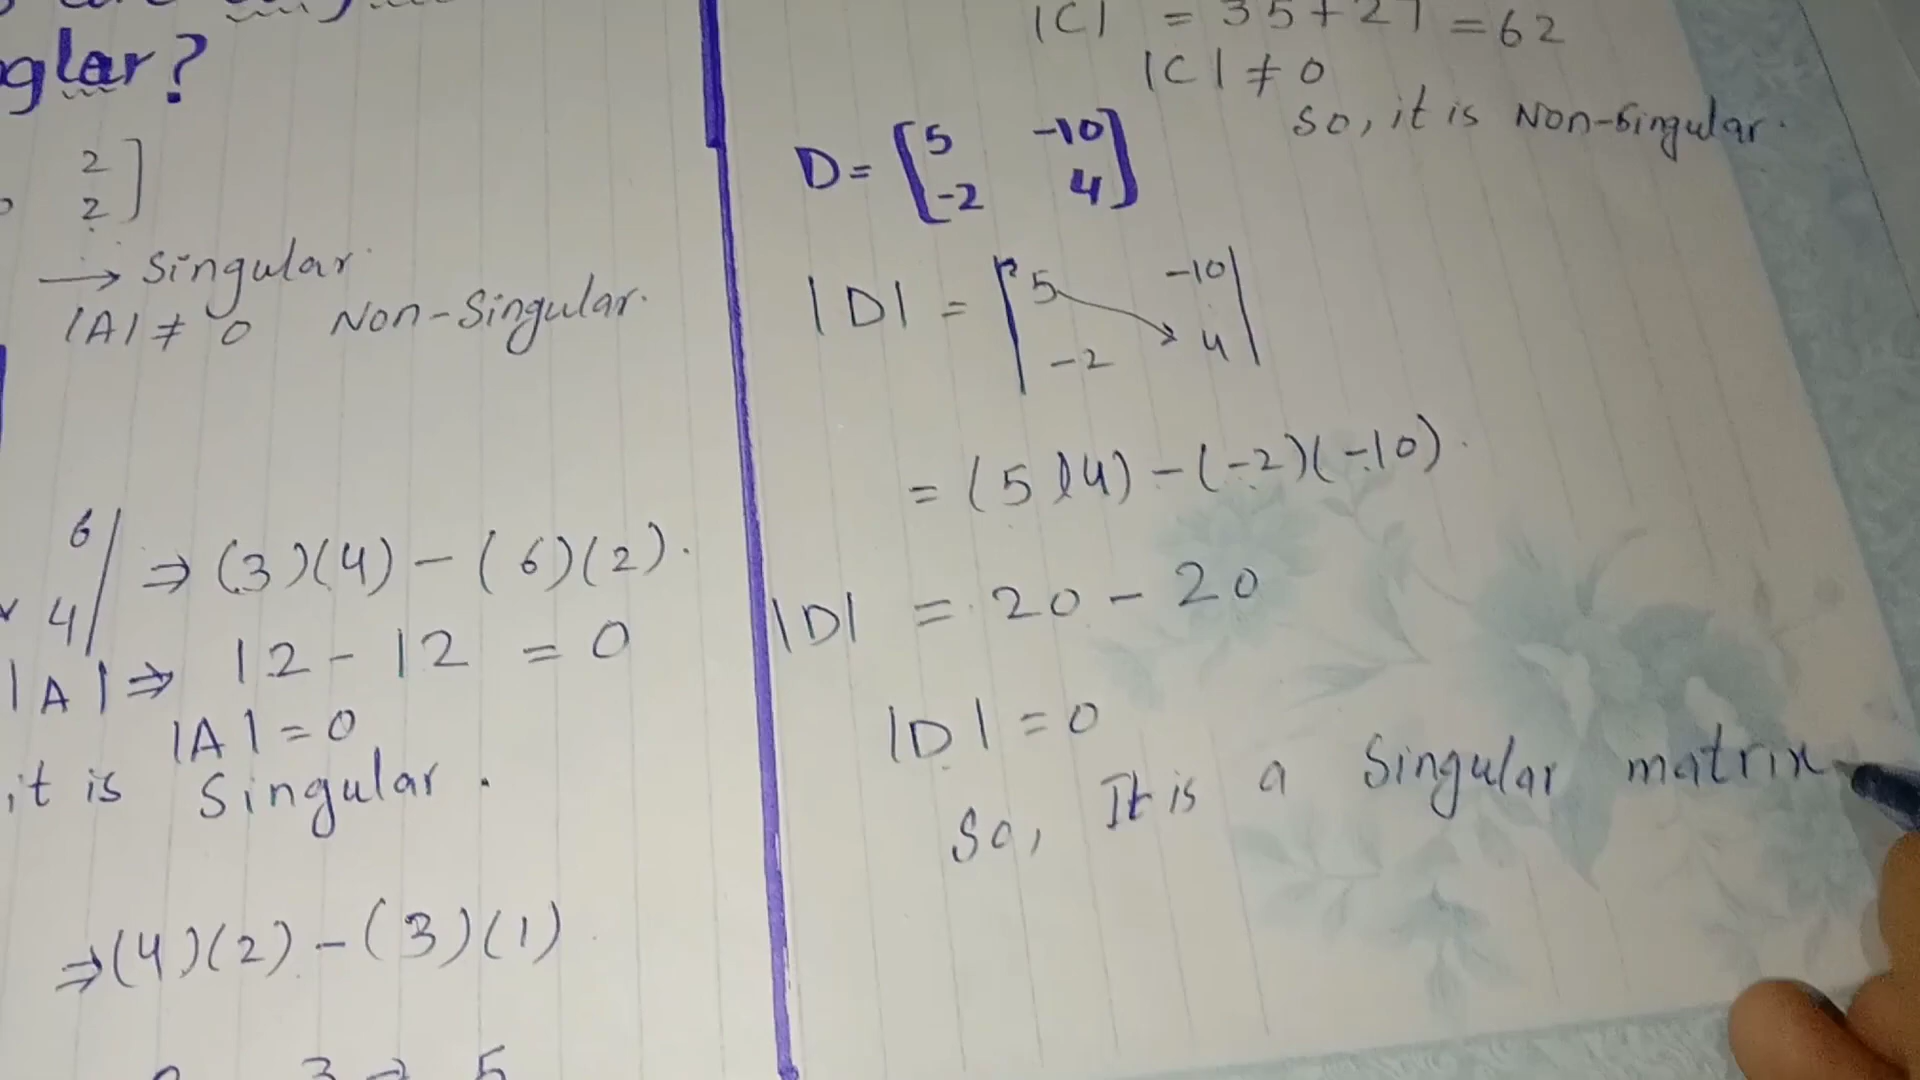 glar?
2
2
→ Singular
|A| ≠ 0 Non-Singular.
6
4
⇒ (3)(4) - (6)(2).
|A| ⇒ 12 - 12 = 0
|A| = 0
it is Singular.
⇒ (4)(2) - (3)(1)
3 ⇒ 5
|C| = 35 + 27 = 62
|C| ≠ 0
So, it is Non-Singular.
D = [5 -10
-2 4]
|D| = |5 -10
-2 4|
= (5)(4) - (-2)(-10).
|D| = 20 - 20
|D| = 0
So, It is a Singular matrix